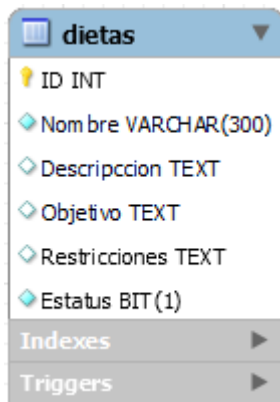 dietas
ID INT
Nombre VARCHAR(300)
Descripccion TEXT
Objetivo TEXT
Restricciones TEXT
Estatus BIT(1)
Indexes
Triggers